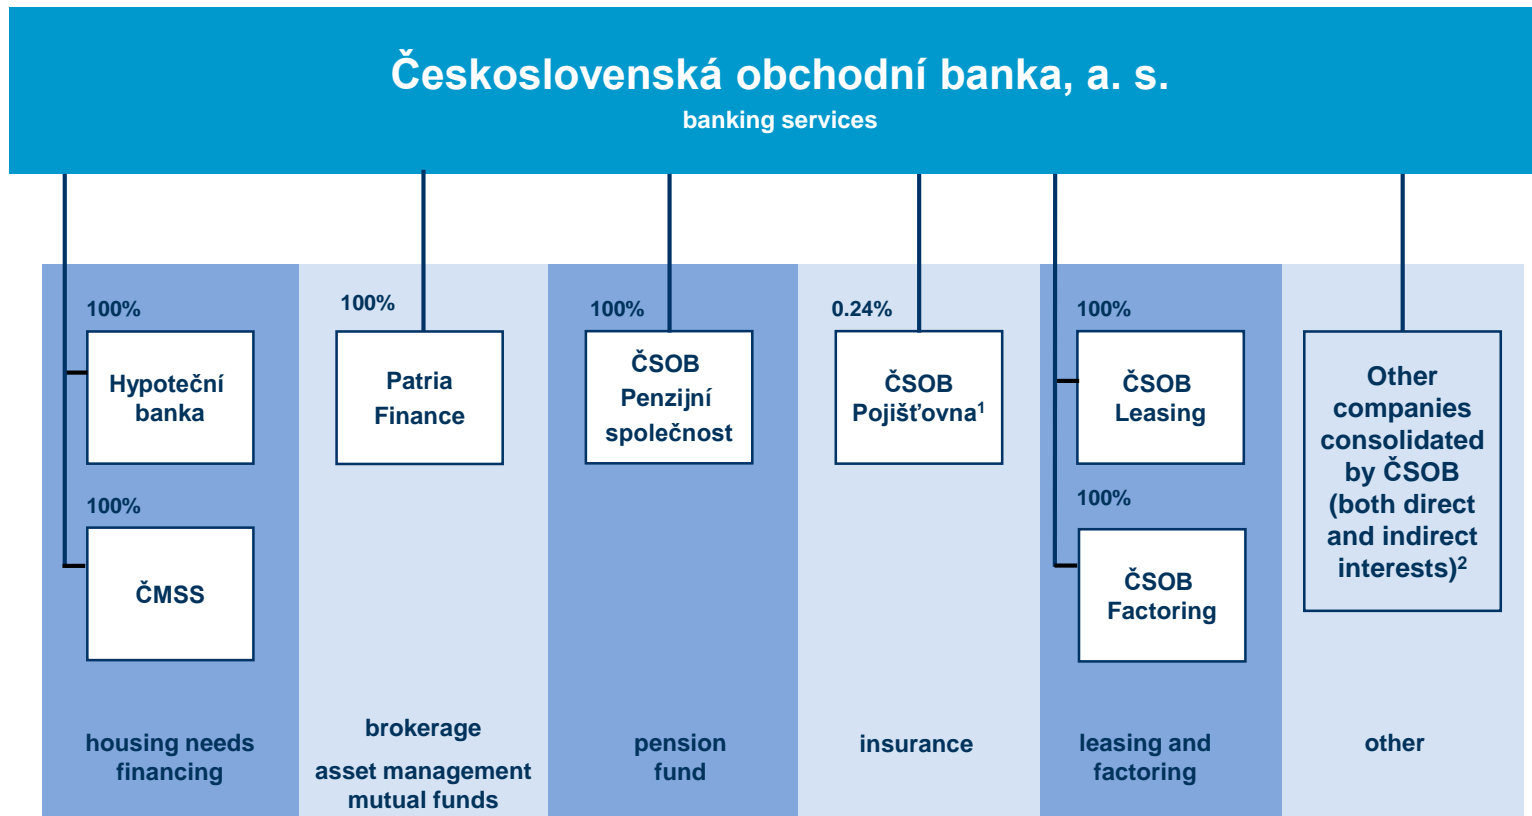 Československá obchodní banka, a. s.
banking services
100%
Hypoteční
banka
100%
ČMSS
housing needs
financing
100%
Patria
Finance
brokerage
asset management
mutual funds
100%
ČSOB
Penzijní
společnost
pension
fund
0.24%
ČSOB
Pojišťovna¹
insurance
100%
ČSOB
Leasing
100%
ČSOB
Factoring
leasing and
factoring
Other
companies
consolidated
by ČSOB
(both direct
and indirect
interests)²
other